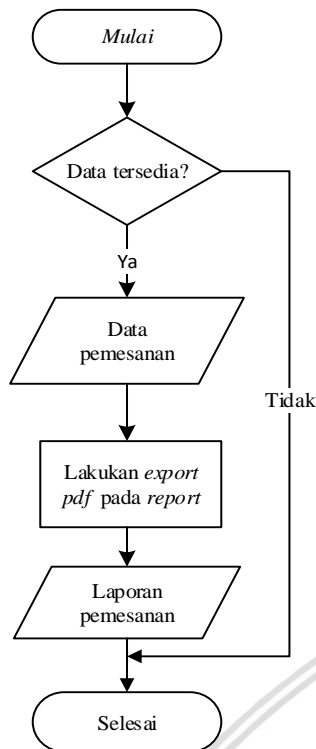 Mulai
Data tersedia?
Ya
Data
pemesanan
Tidak
Lakukan export
pdf pada report
Laporan
pemesanan
Selesai